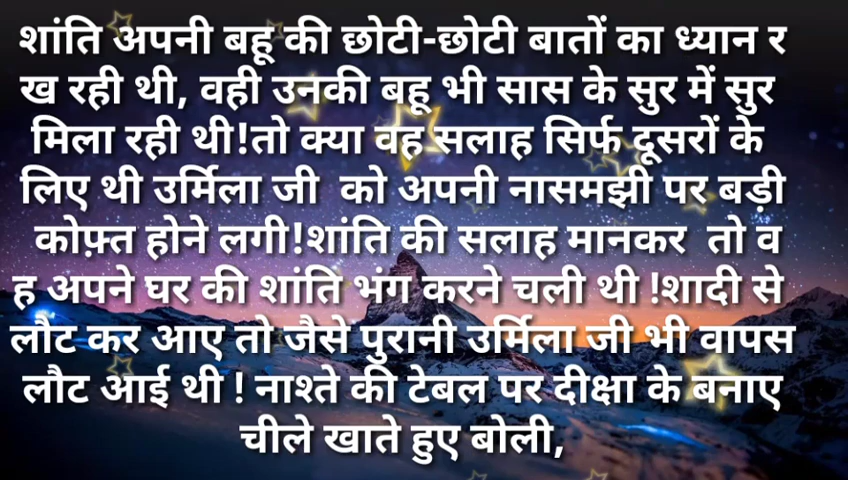 शांति अपनी बहू की छोटी-छोटी बातों का ध्यान र
ख रही थी, वही उनकी बहू भी सास के सुर में सुर
मिला रही थी!तो क्या वह सलाह सिर्फ दूसरों के
लिए थी उर्मिला जी को अपनी नासमझी पर बड़ी
कोफ़्त होने लगी!शांति की सलाह मानकर तो व
ह अपने घर की शांति भंग करने चली थी !शादी से
लौट कर आए तो जैसे पुरानी उर्मिला जी भी वापस
लौट आई थी ! नाश्ते की टेबल पर दीक्षा के बनाए
चीले खाते हुए बोली,